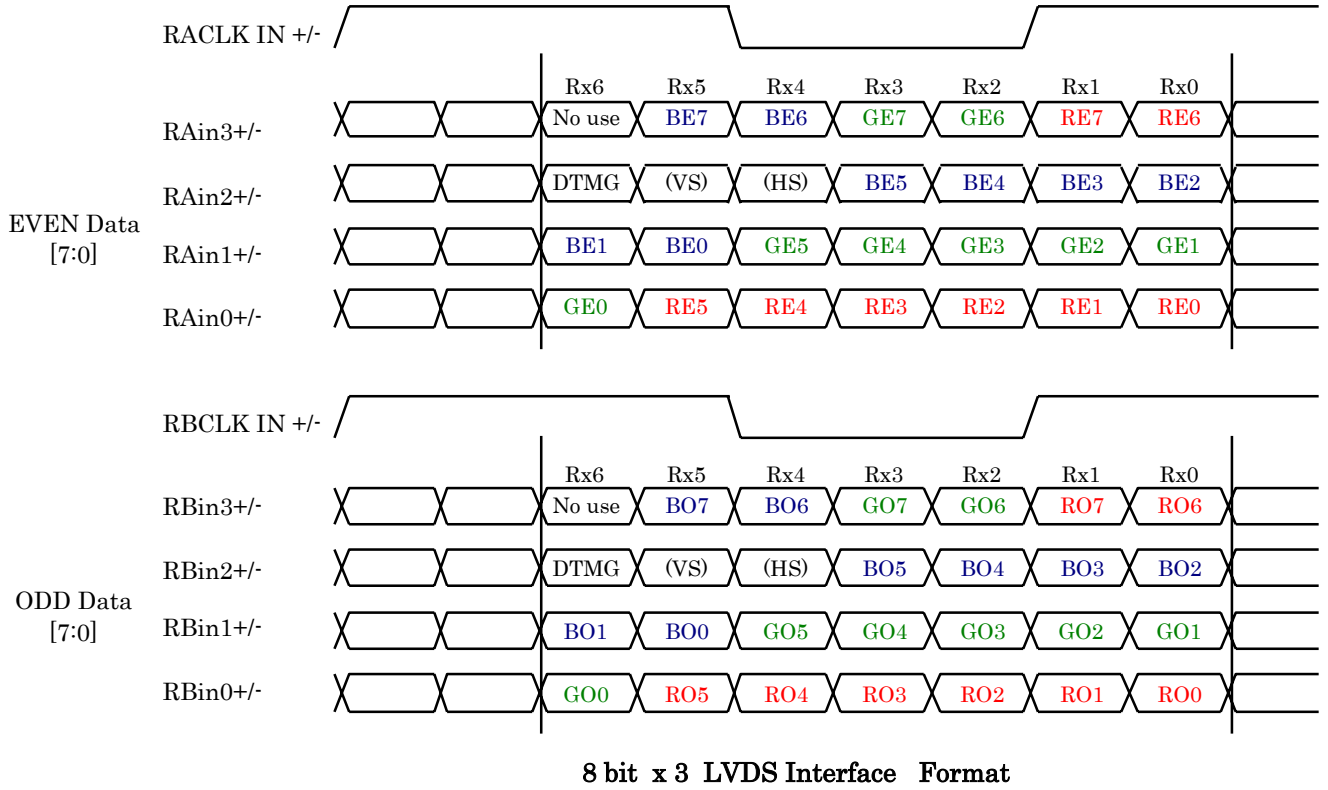 RACLK IN +/-
Rx6 Rx5 Rx4 Rx3 Rx2 Rx1 Rx0
RAin3+/- No use BE7 BE6 GE7 GE6 RE7 RE6
RAin2+/- DTMG (VS) (HS) BE5 BE4 BE3 BE2
EVEN Data
[7:0]
RAin1+/- BE1 BE0 GE5 GE4 GE3 GE2 GE1
RAin0+/- GE0 RE5 RE4 RE3 RE2 RE1 RE0
RBCLK IN +/-
Rx6 Rx5 Rx4 Rx3 Rx2 Rx1 Rx0
RBin3+/- No use BO7 BO6 GO7 GO6 RO7 RO6
RBin2+/- DTMG (VS) (HS) BO5 BO4 BO3 BO2
ODD Data
[7:0]
RBin1+/- BO1 BO0 GO5 GO4 GO3 GO2 GO1
RBin0+/- GO0 RO5 RO4 RO3 RO2 RO1 RO0
8 bit x 3 LVDS Interface Format